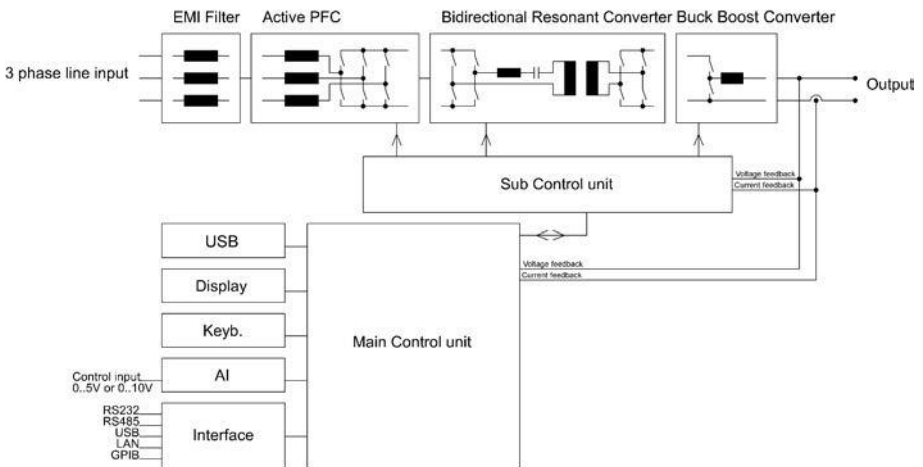 EMI Filter
Active PFC
Bidirectional Resonant Converter
Buck Boost Converter
3 phase line input
Output
Sub Control unit
Voltage feedback
Current feedback
USB
Voltage feedback
Current feedback
Display
Keyb.
Main Control unit
Control input
0..5V or 0..10V
AI
RS232
RS485
USB
LAN
GPIB
Interface